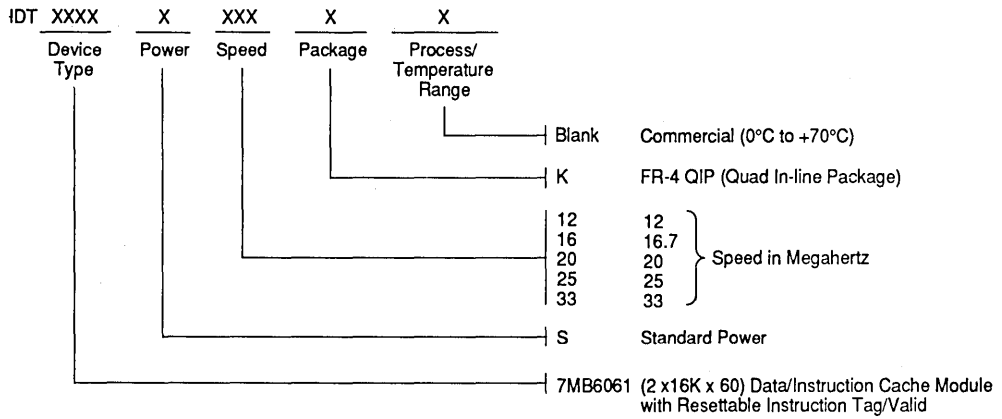 IDT XXXX X XXX X X
Device Type Power Speed Package Process/ Temperature Range
Blank Commercial (0°C to +70°C)
K FR-4 QIP (Quad In-line Package)
12 12
16 16.7
20 20 Speed in Megahertz
25 25
33 33
S Standard Power
7MB6061 (2 x16K x 60) Data/Instruction Cache Module
with Resettable Instruction Tag/Valid